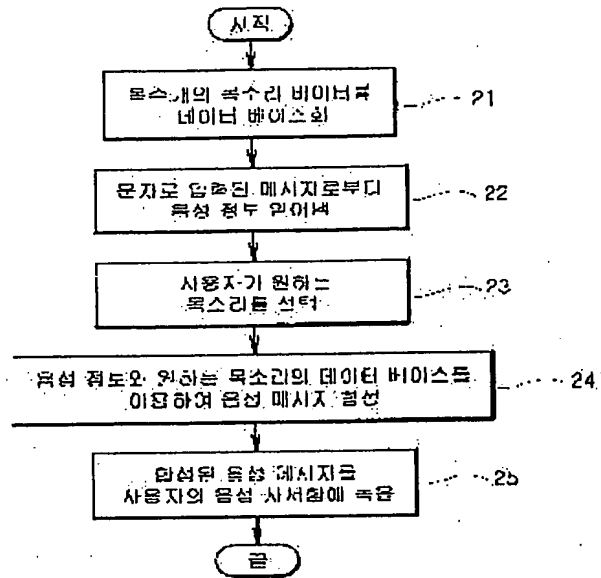 시작
복수개의 목소리 데이터를
데이터 베이스화
21
문자로 입력된 메시지로부터
음성 정보 읽어냄
22
사용자가 원하는
목소리를 선택
23
음성 정보와 원하는 목소리의 데이터 베이스를
이용하여 음성 메시지 합성
24
합성된 음성 메시지를
사용자의 음성 사서함에 녹음
25
끝